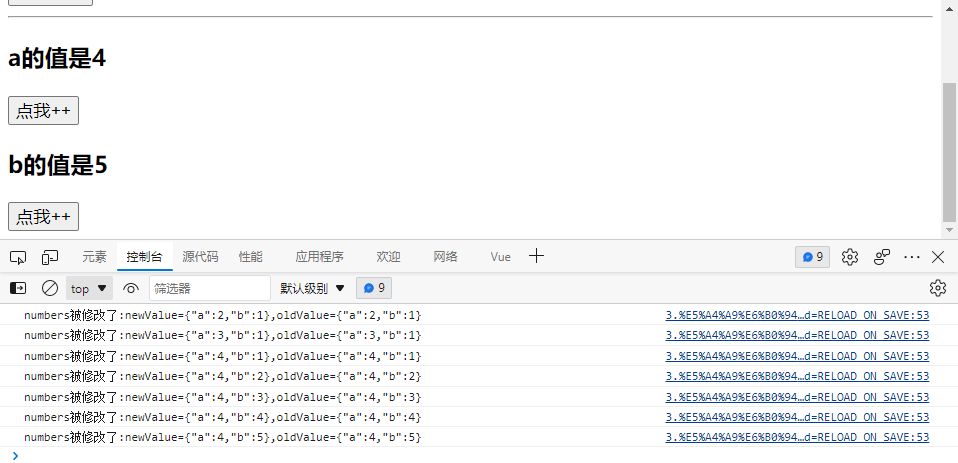 a的值是4
点我++
b的值是5
点我++
元素 控制台 源代码 性能 应用程序 欢迎 网络 Vue 9
top 筛选器 默认级别 9
numbers被修改了:newValue={"a":2,"b":1},oldValue={"a":2,"b":1} 3.%E5%A4%A9%E6%B0%94…d=RELOAD_ON_SAVE:53
numbers被修改了:newValue={"a":3,"b":1},oldValue={"a":3,"b":1} 3.%E5%A4%A9%E6%B0%94…d=RELOAD_ON_SAVE:53
numbers被修改了:newValue={"a":4,"b":1},oldValue={"a":4,"b":1} 3.%E5%A4%A9%E6%B0%94…d=RELOAD_ON_SAVE:53
numbers被修改了:newValue={"a":4,"b":2},oldValue={"a":4,"b":2} 3.%E5%A4%A9%E6%B0%94…d=RELOAD_ON_SAVE:53
numbers被修改了:newValue={"a":4,"b":3},oldValue={"a":4,"b":3} 3.%E5%A4%A9%E6%B0%94…d=RELOAD_ON_SAVE:53
numbers被修改了:newValue={"a":4,"b":4},oldValue={"a":4,"b":4} 3.%E5%A4%A9%E6%B0%94…d=RELOAD_ON_SAVE:53
numbers被修改了:newValue={"a":4,"b":5},oldValue={"a":4,"b":5} 3.%E5%A4%A9%E6%B0%94…d=RELOAD_ON_SAVE:53